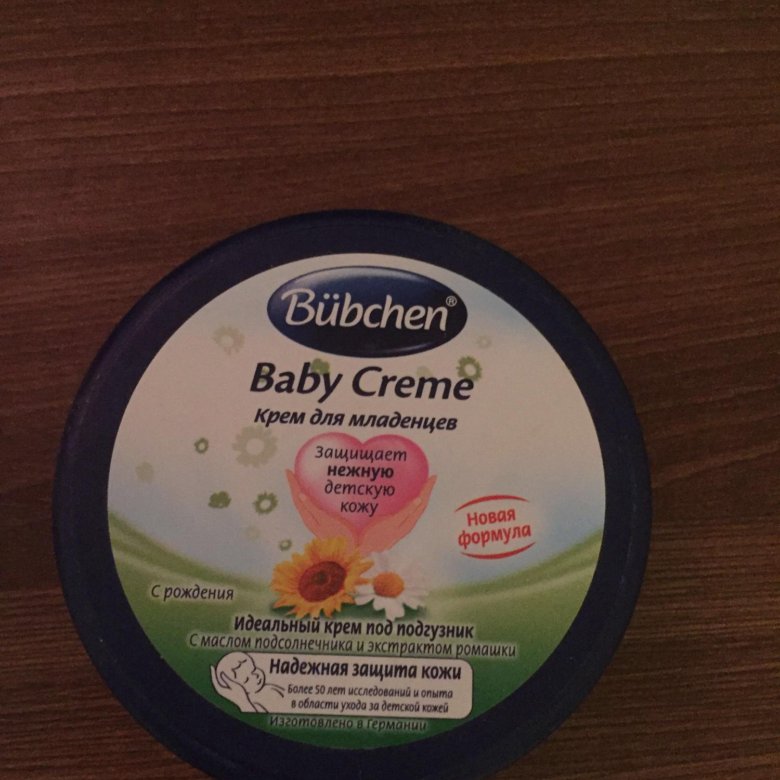 Bübchen®
Baby Creme
Крем для младенцев
Защищает
нежную
детскую
кожу
Новая
формула
С рождения
Идеальный крем под подгузник
С маслом подсолнечника и экстрактом ромашки
Надежная защита кожи
Более 50 лет исследований и опыта
в области ухода за детской кожей
Изготовлено в Германии